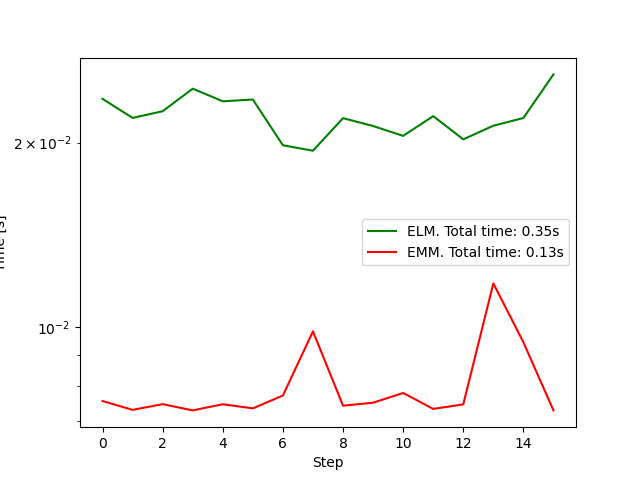 2 × 10⁻²
10⁻²
Time [s]
ELM. Total time: 0.35s
EMM. Total time: 0.13s
0 2 4 6 8 10 12 14
Step